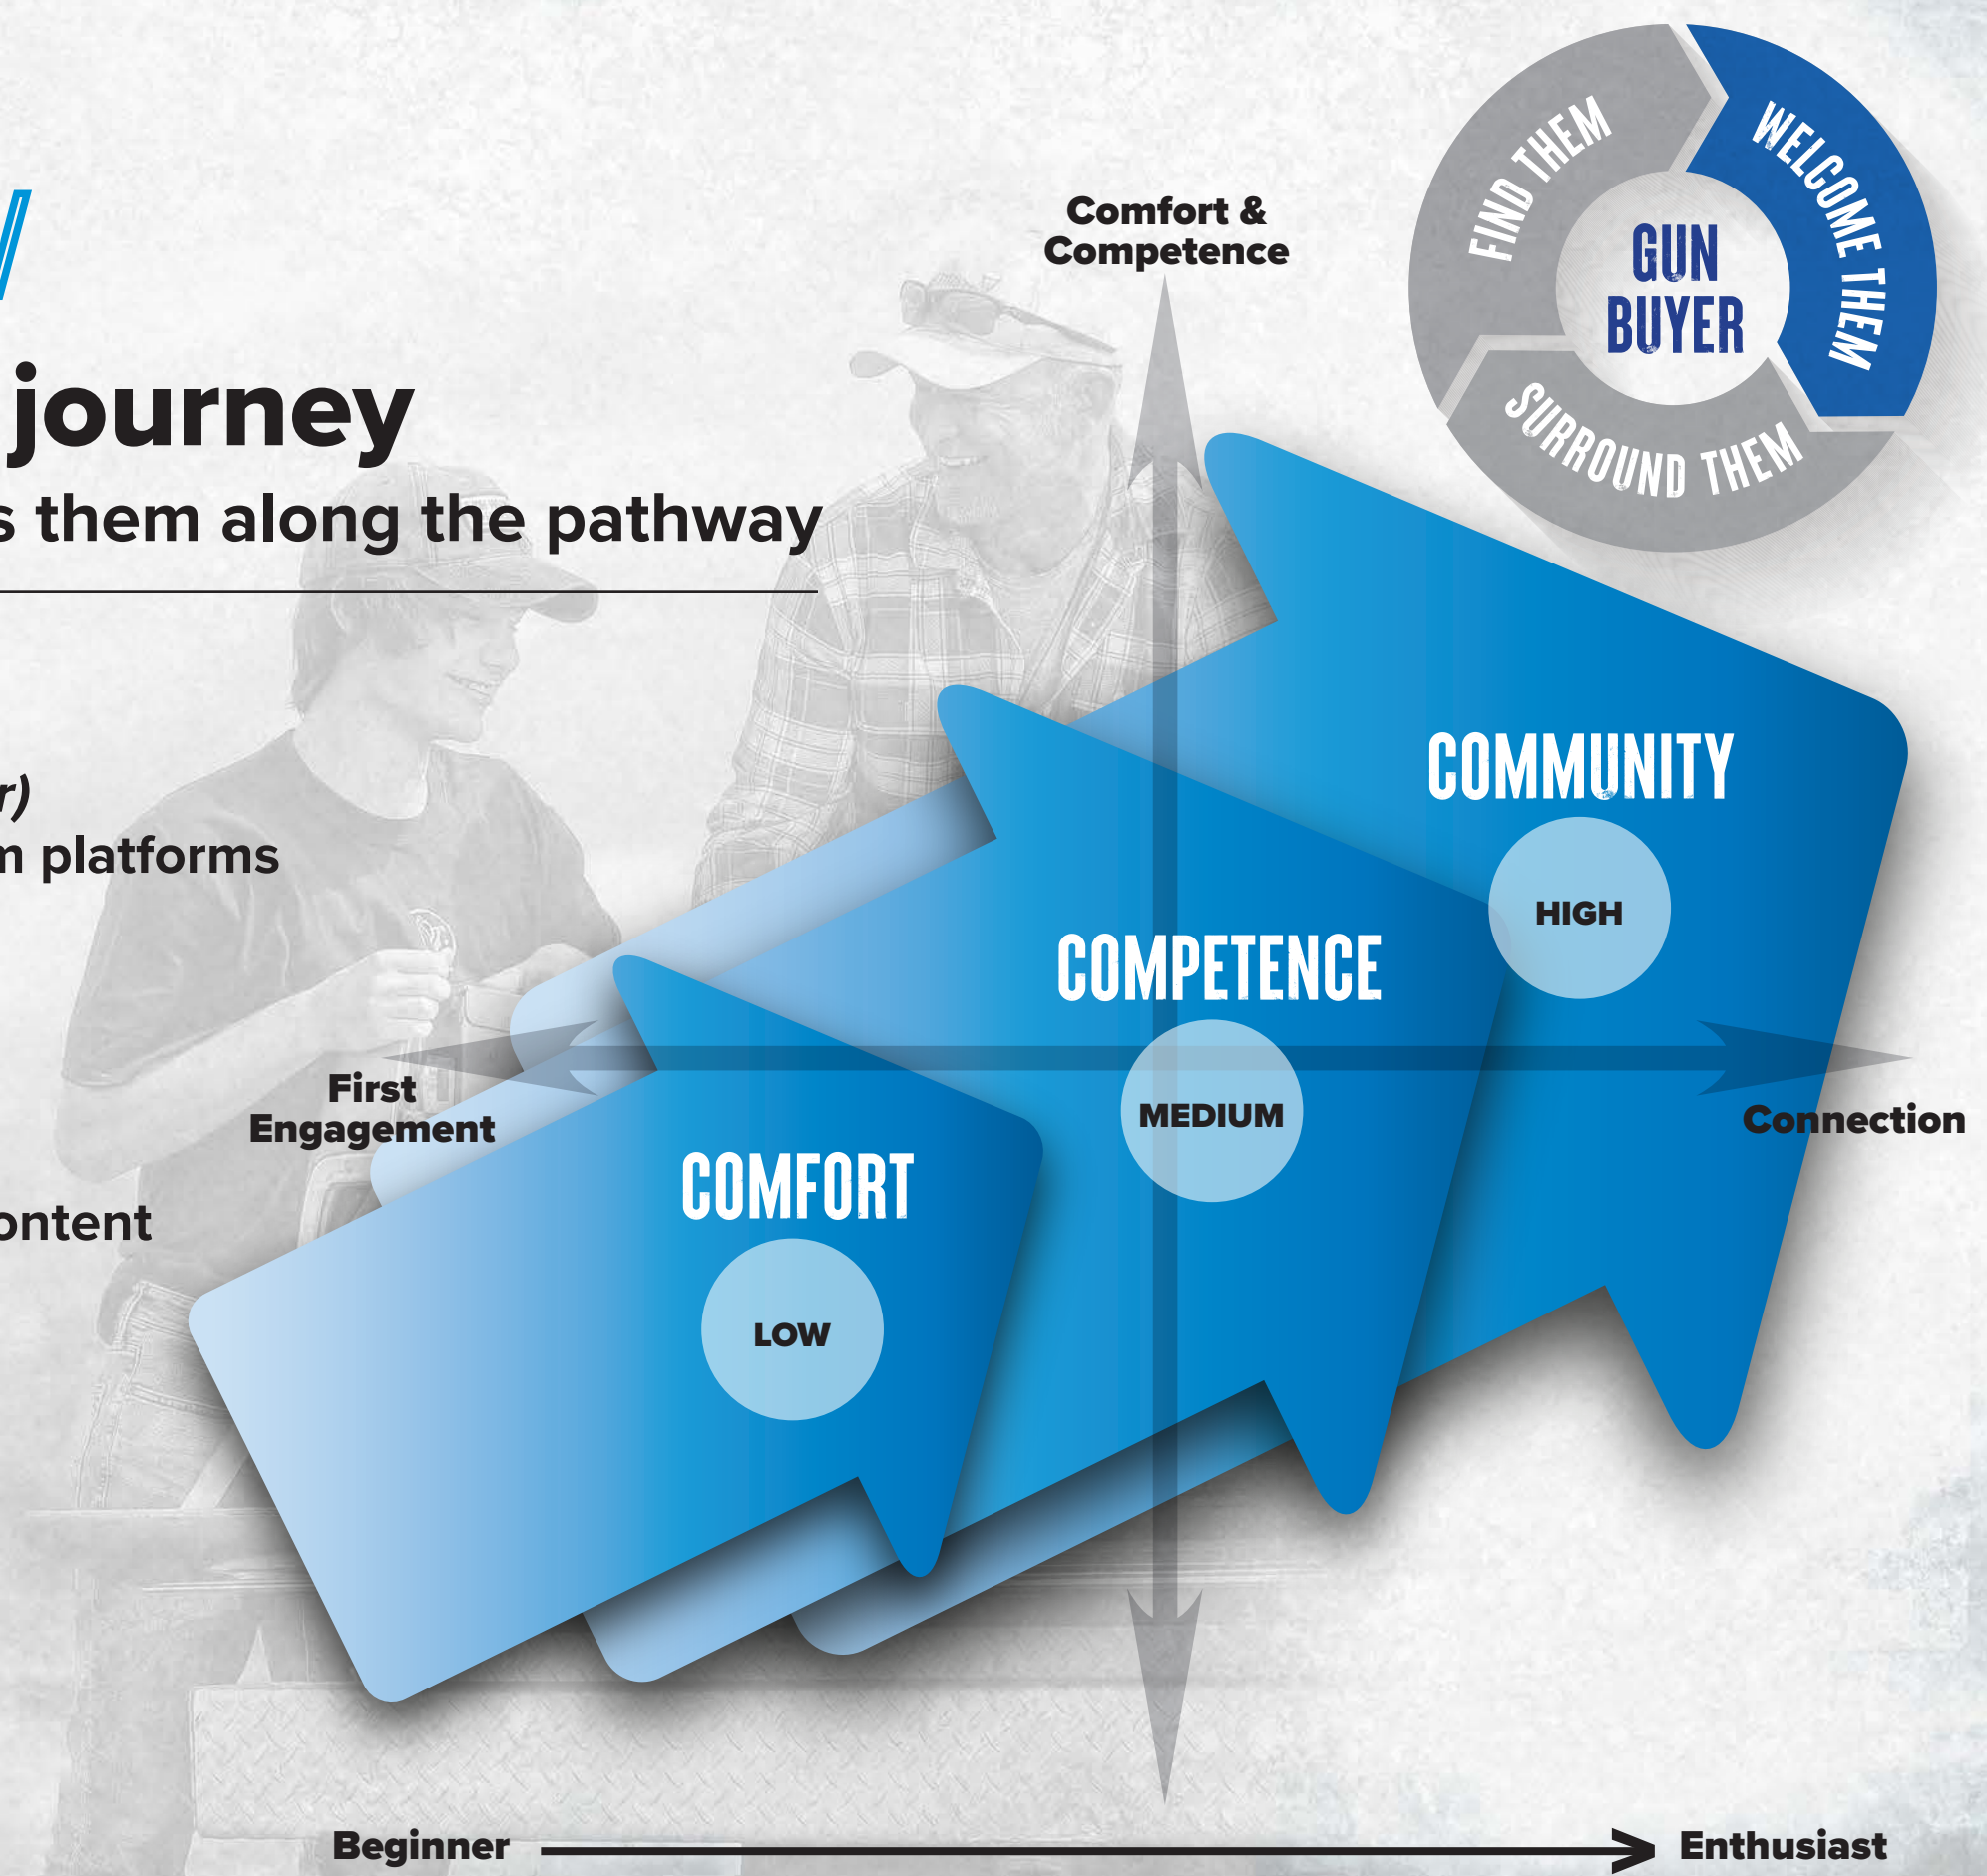 journey
them along the pathway
platforms
FIND THEM
WELCOME THEM
SURROUND THEM
GUN
BUYER
Comfort &
Competence
COMMUNITY
HIGH
COMPETENCE
MEDIUM
First
Engagement
Connection
COMFORT
LOW
Beginner
Enthusiast